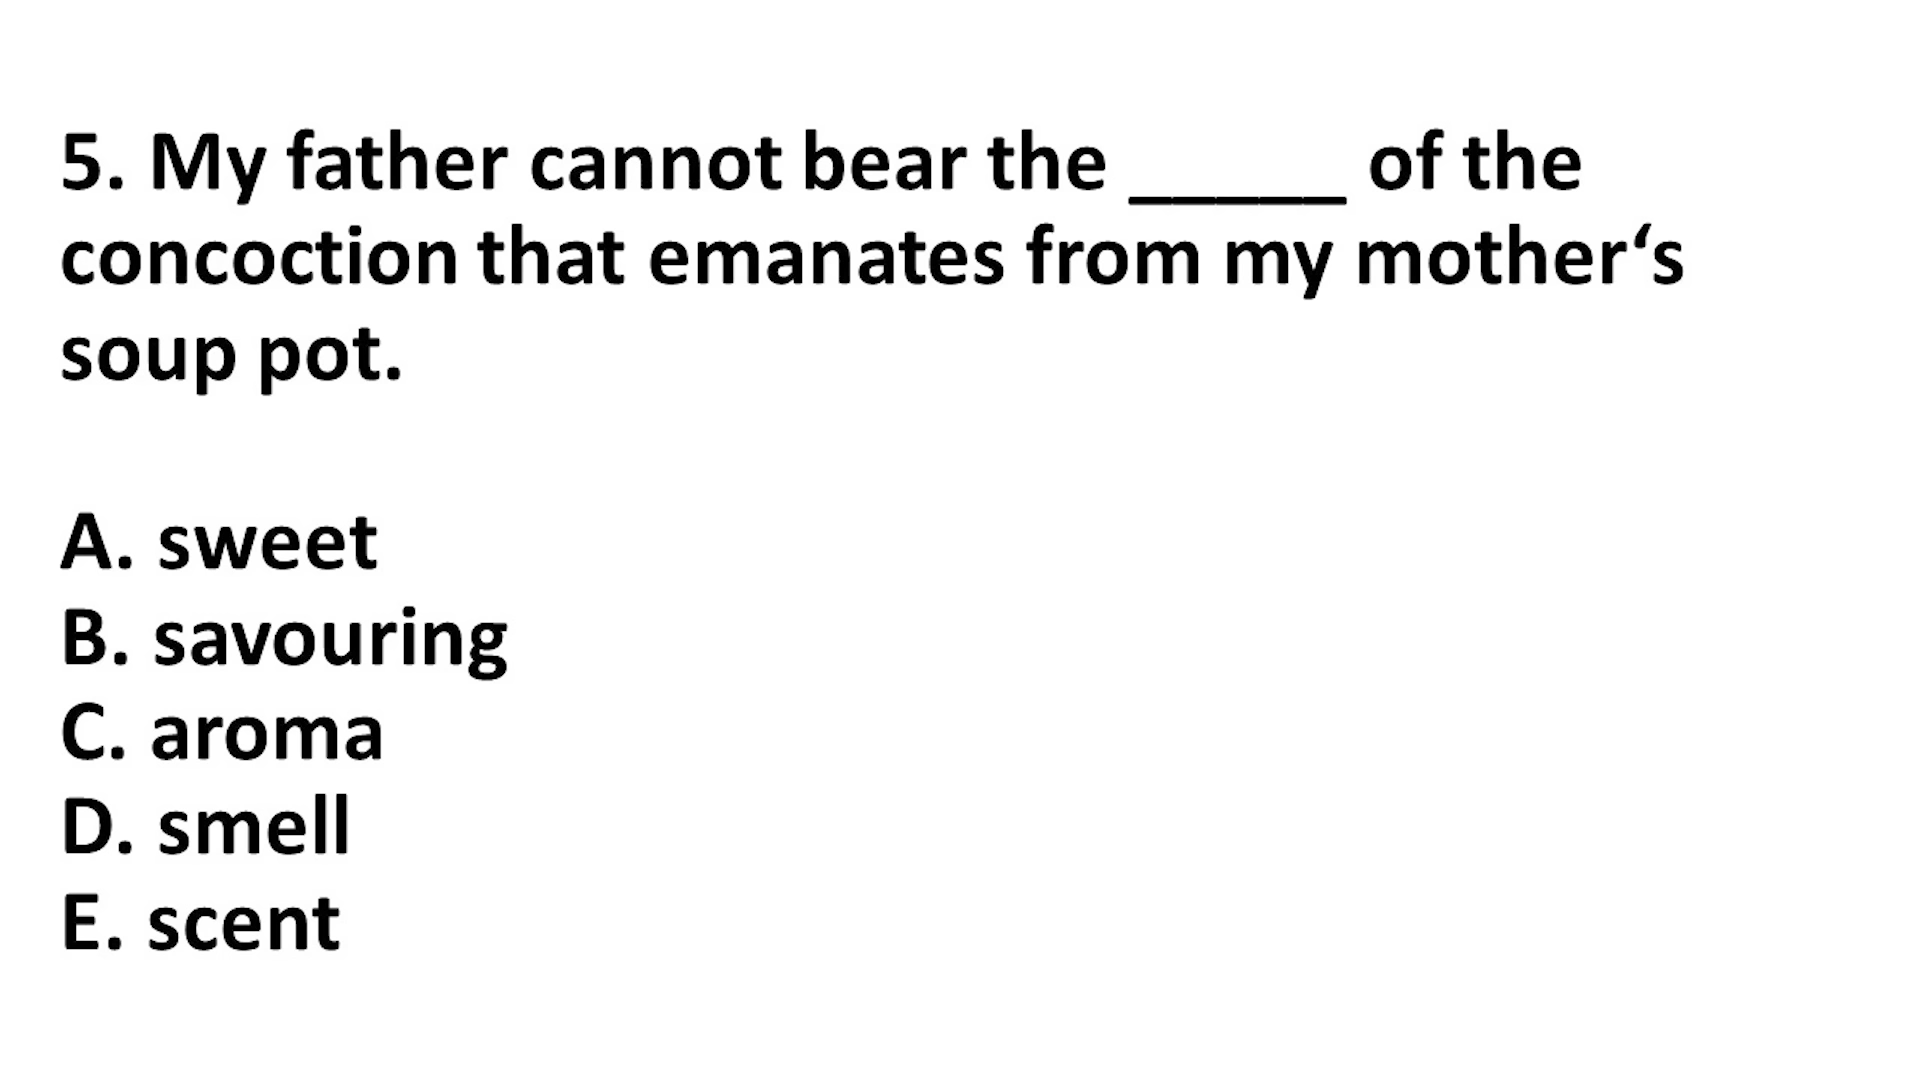 5. My father cannot bear the _____ of the
concoction that emanates from my mother‘s
soup pot.
A. sweet
B. savouring
C. aroma
D. smell
E. scent